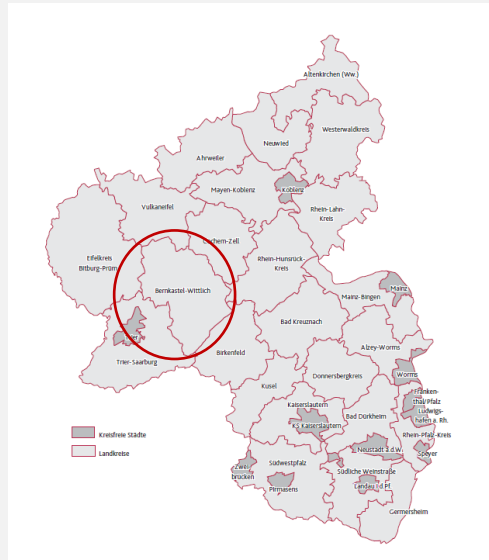 Altenkirchen (Ww.)
Westerwaldkreis
Neuwied
Ahrweiler
Mayen-Koblenz
Koblenz
Vulkaneifel
Rhein-Lahn-
Kreis
Cochem-Zell
Eifelkreis
Bitburg-Prüm
Rhein-Hunsrück-
Kreis
Bernkastel-Wittlich
Mainz
Mainz-Bingen
Bad Kreuznach
Alzey-Worms
Trier-Saarburg
Birkenfeld
Donnersbergkreis
Worms
Kusel
Franken-
thal/Pfalz
Kaiserslautern
Ludwigs-
hafen a. Rh.
Bad Dürkheim
KS Kaiserslautern
Kreisfreie Städte
Rhein-Pfalz-Kreis
Landkreise
Neustadt a.d.W.
Speyer
Zwei-
brücken
Südwestpfalz
Südliche Weinstraße
Pirmasens
Landau i.d.Pf.
Germersheim